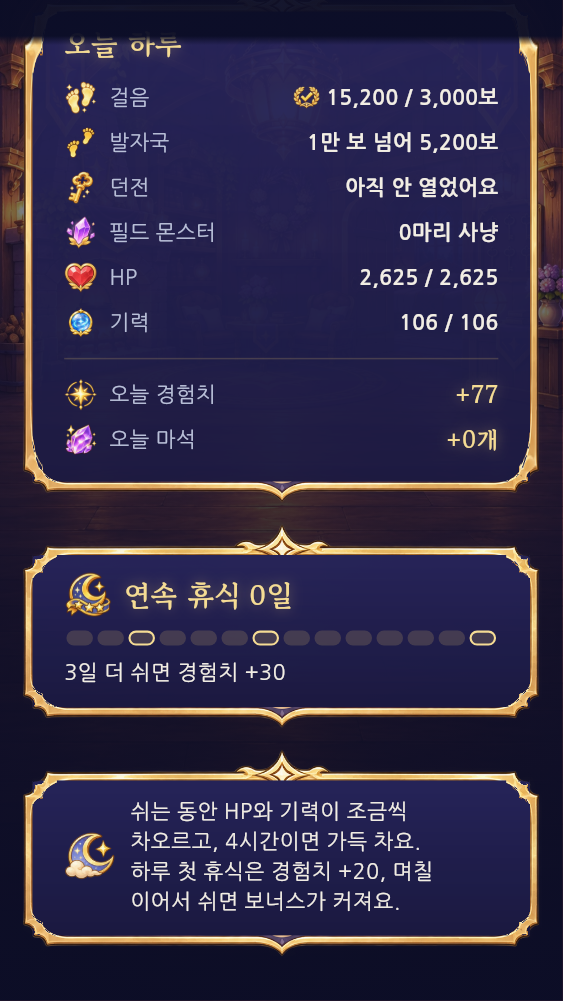 오늘 하루
걸음 15,200 / 3,000보
발자국 1만 보 넘어 5,200보
던전 아직 안 열었어요
필드 몬스터 0마리 사냥
HP 2,625 / 2,625
기력 106 / 106
오늘 경험치 +77
오늘 마석 +0개
연속 휴식 0일
3일 더 쉬면 경험치 +30
쉬는 동안 HP와 기력이 조금씩
차오르고, 4시간이면 가득 차요.
하루 첫 휴식은 경험치 +20, 며칠
이어서 쉬면 보너스가 커져요.